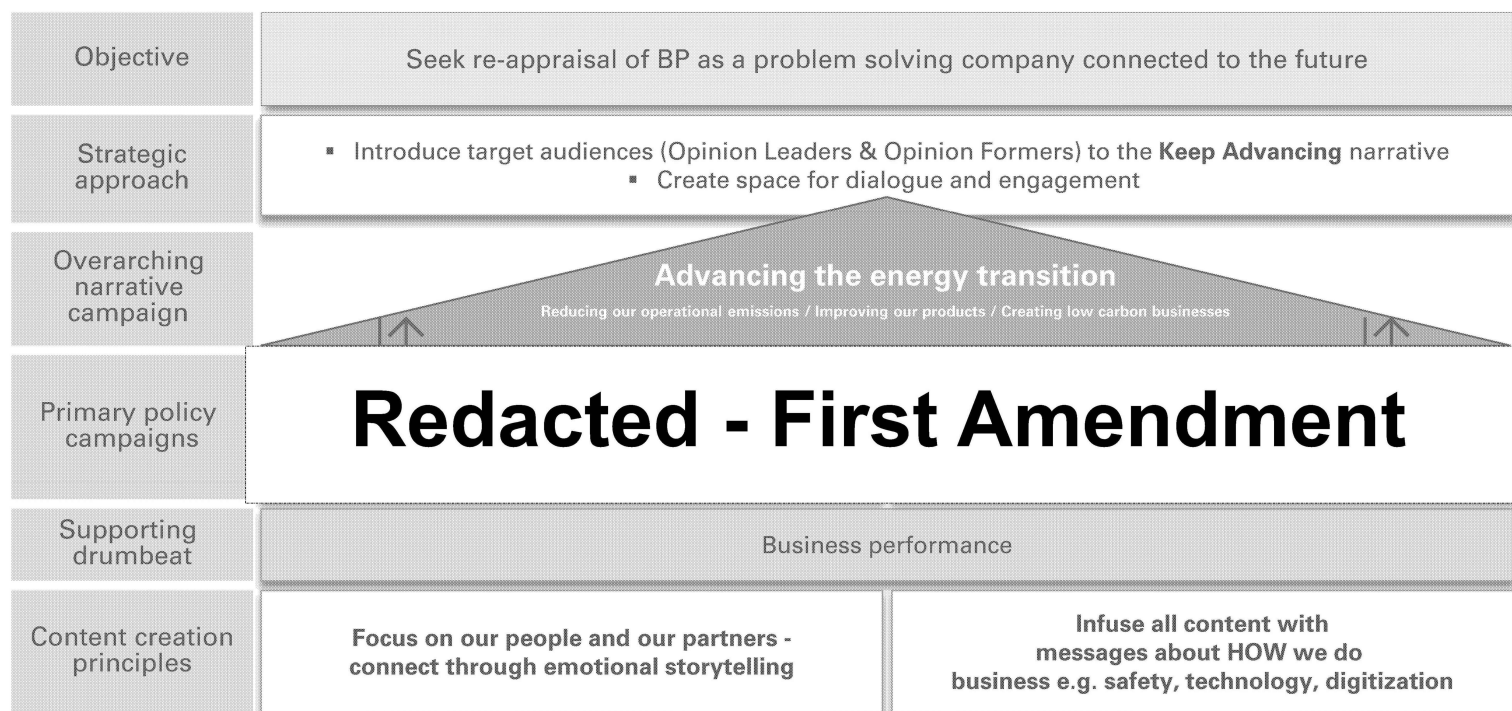 Objective
Seek re-appraisal of BP as a problem solving company connected to the future
Strategic
approach
▪ Introduce target audiences (Opinion Leaders & Opinion Formers) to the Keep Advancing narrative
▪ Create space for dialogue and engagement
Overarching
narrative
campaign
Advancing the energy transition
Reducing our operational emissions / Improving our products / Creating low carbon businesses
Primary policy
campaigns
Redacted - First Amendment
Supporting
drumbeat
Business performance
Content creation
principles
Focus on our people and our partners -
connect through emotional storytelling
Infuse all content with
messages about HOW we do
business e.g. safety, technology, digitization